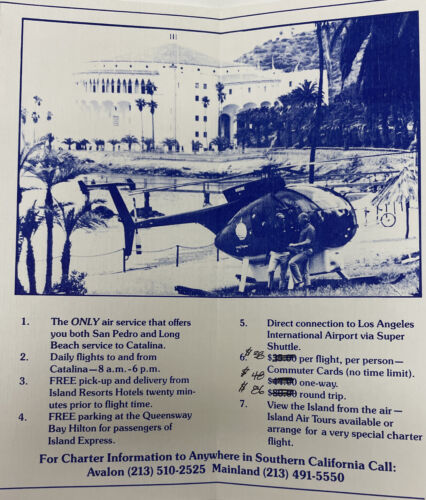 1. The ONLY air service that offers
you both San Pedro and Long
Beach service to Catalina.
2. Daily flights to and from
Catalina—8 a.m.-6 p.m.
3. FREE pick-up and delivery from
Island Resorts Hotels twenty min-
utes prior to flight time.
4. FREE parking at the Queensway
Bay Hilton for passengers of
Island Express.
5. Direct connection to Los Angeles
International Airport via Super
Shuttle.
6. $38 $35.00 per flight, per person—
Commuter Cards (no time limit).
$48 $44.00 one-way.
$86 $80.00 round trip.
7. View the Island from the air—
Island Air Tours available or
arrange for a very special charter
flight.
For Charter Information to Anywhere in Southern California Call:
Avalon (213) 510-2525 Mainland (213) 491-5550